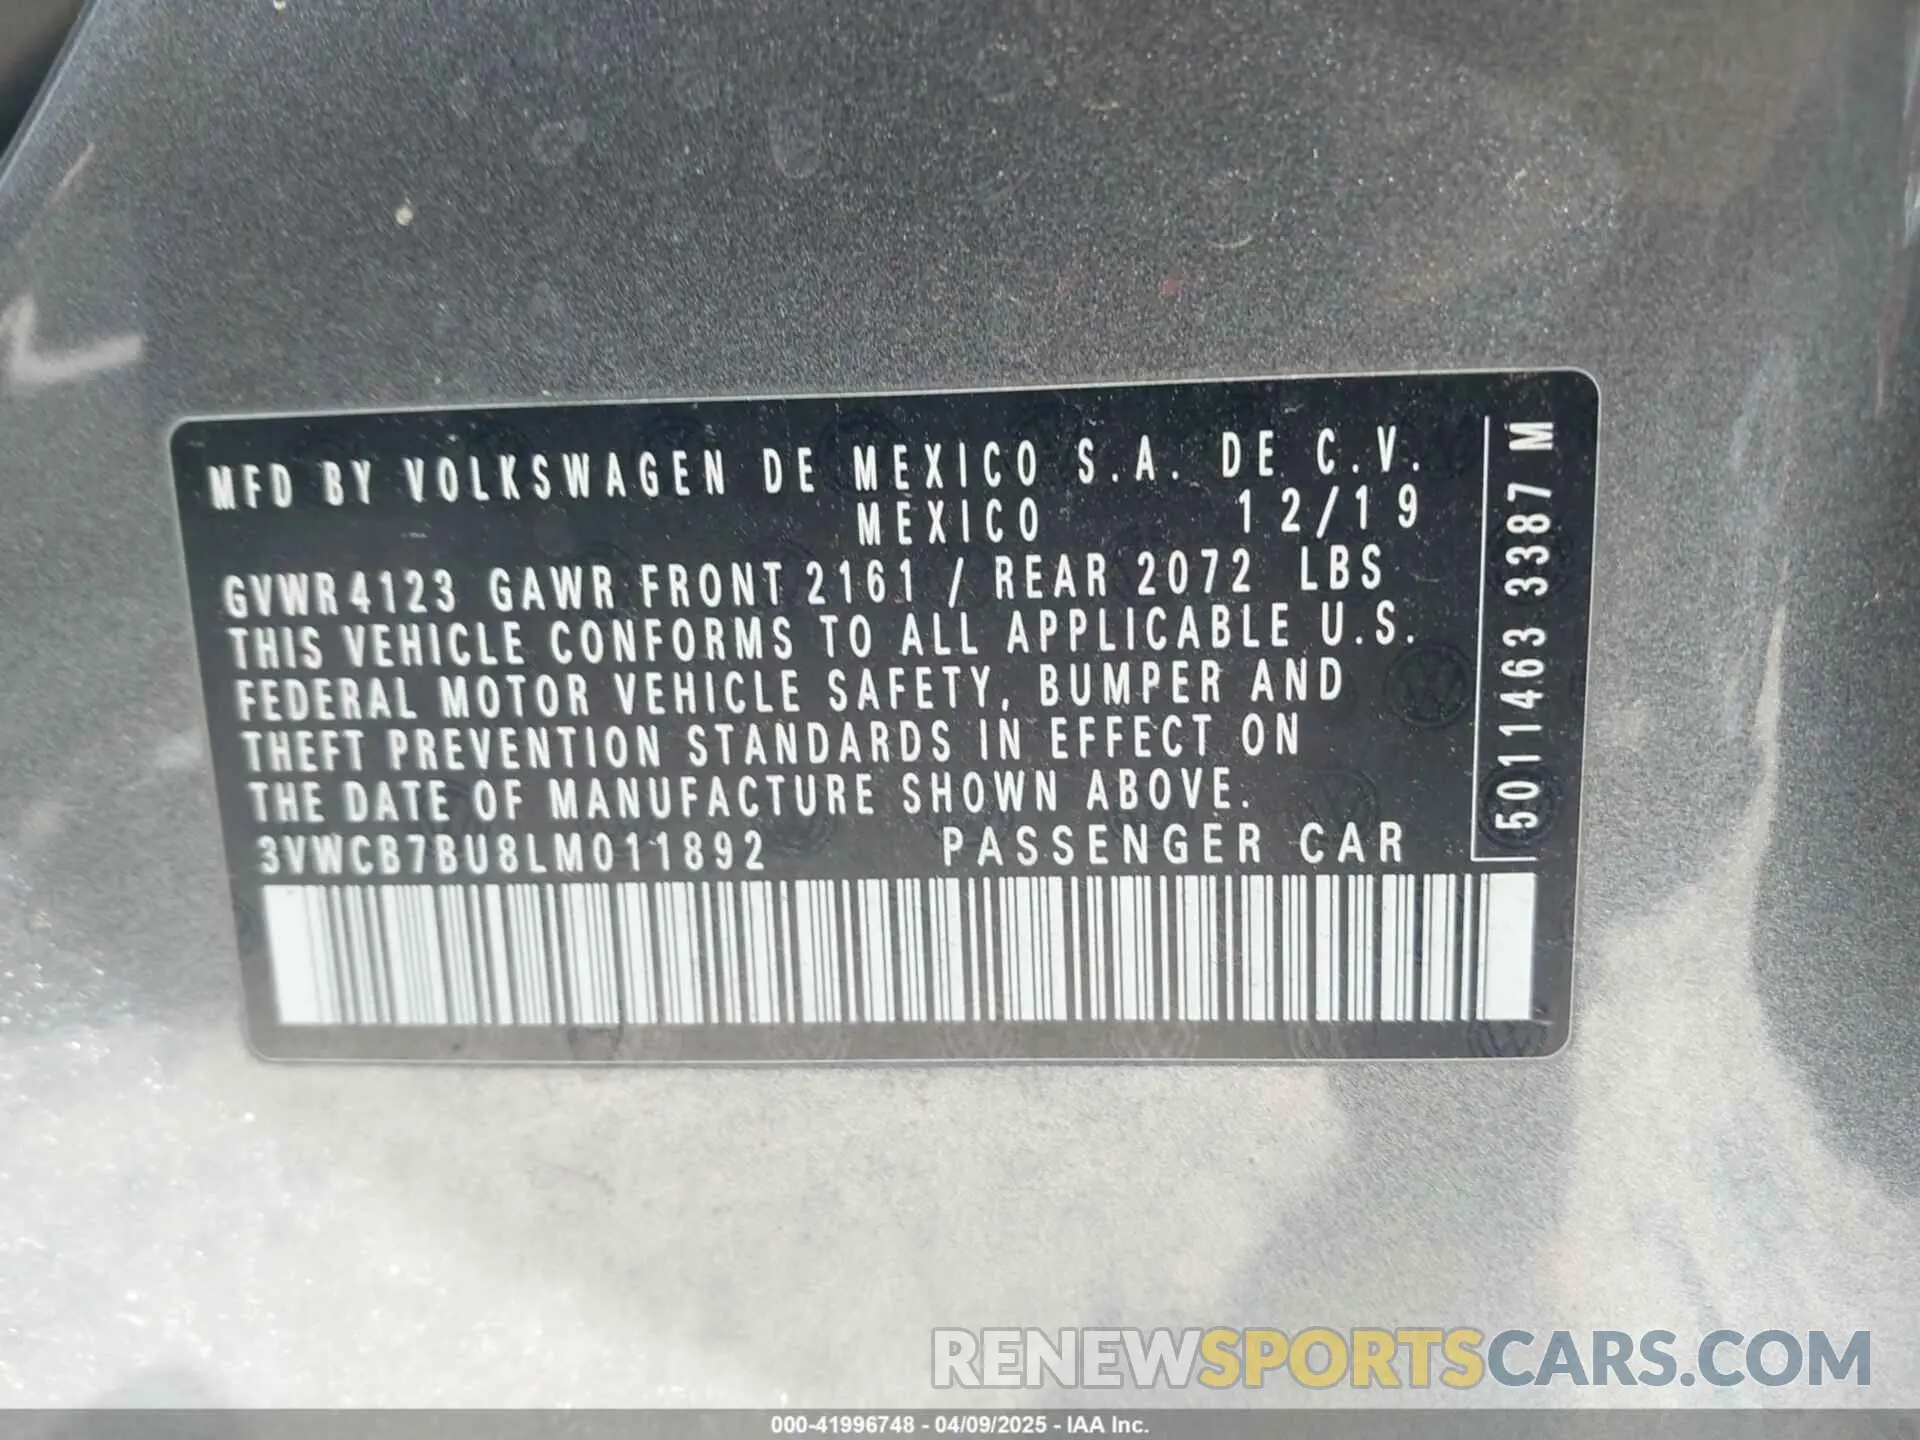 MFD BY VOLKSWAGEN DE MEXICO S.A. DE C.V.
MEXICO 12/19
GVWR 4123 GAWR FRONT 2161 / REAR 2072 LBS
THIS VEHICLE CONFORMS TO ALL APPLICABLE U.S.
FEDERAL MOTOR VEHICLE SAFETY, BUMPER AND
THEFT PREVENTION STANDARDS IN EFFECT ON
THE DATE OF MANUFACTURE SHOWN ABOVE.
3VWCB7BU8LM011892 PASSENGER CAR
5011463 3387 M
RENEWSPORTSCARS.COM
000-41996748 - 04/09/2025 - IAA Inc.